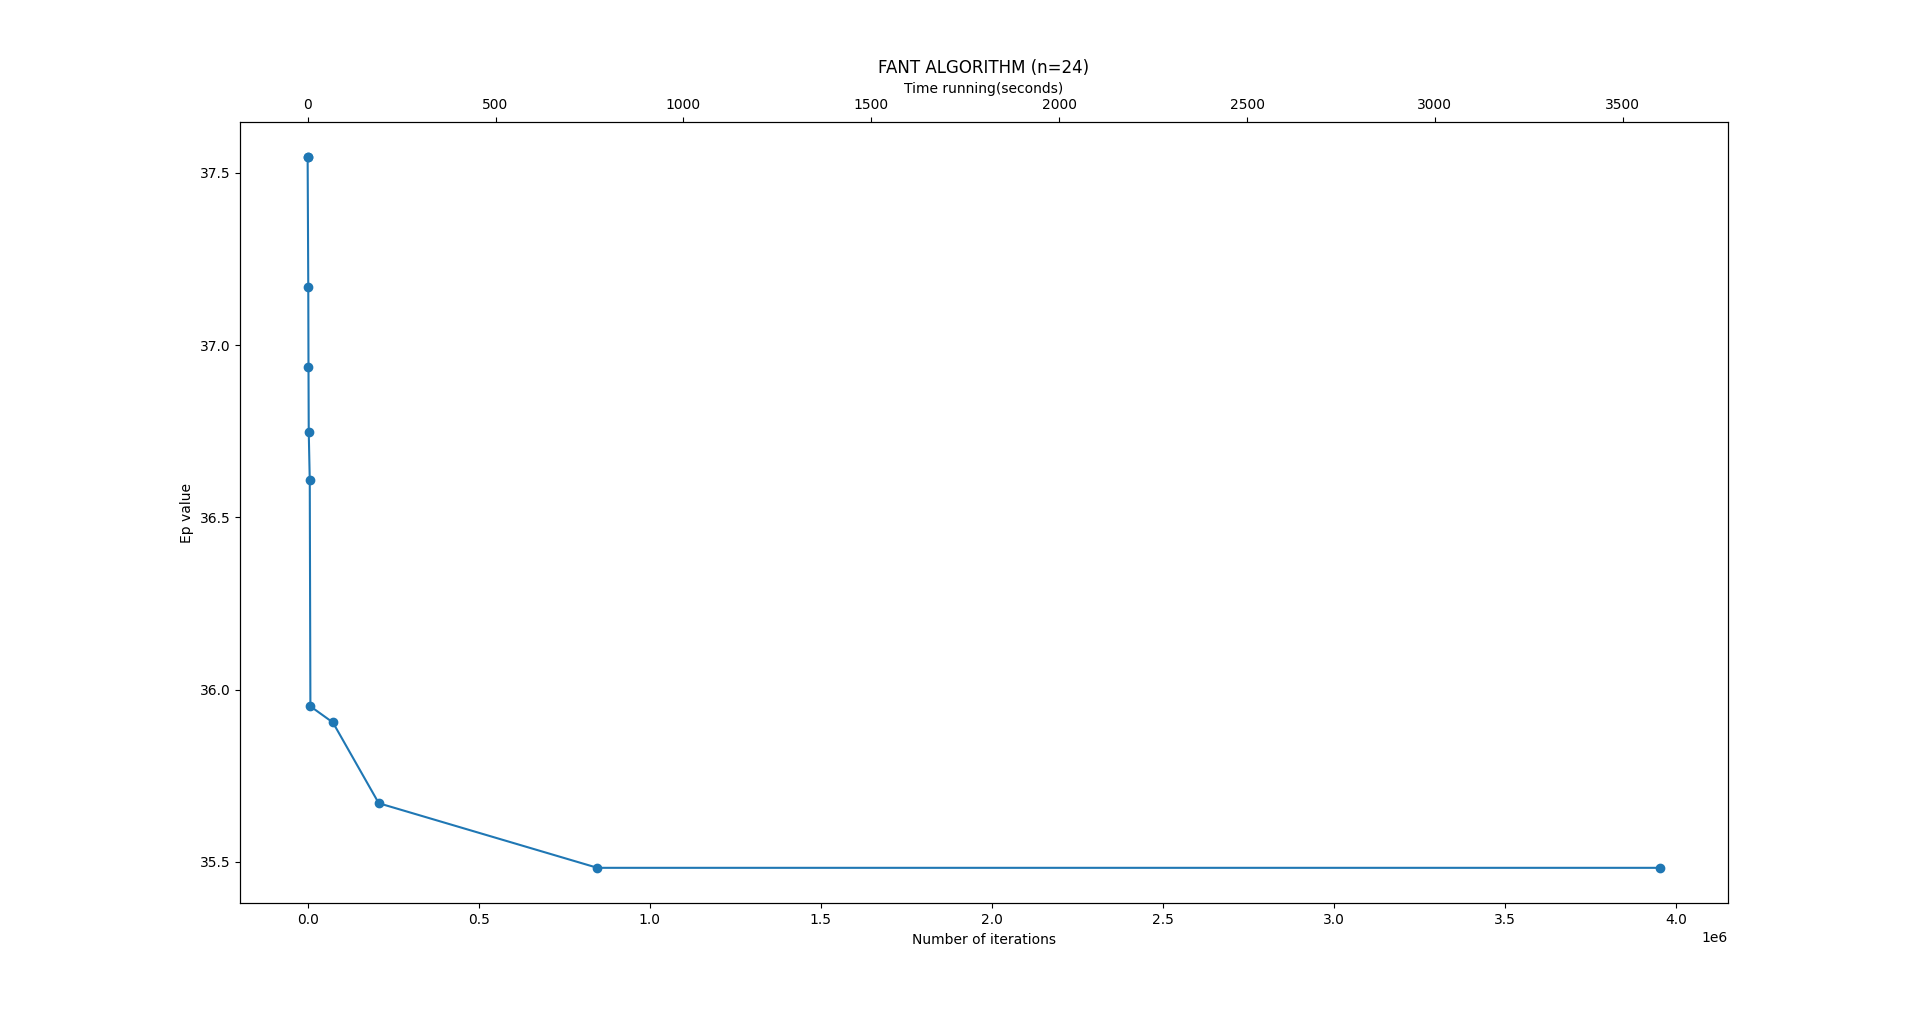 FANT ALGORITHM (n=24)
Time running(seconds)
0 500 1000 1500 2000 2500 3000 3500
37.5
37.0
36.5
36.0
35.5
Ep value
0.0 0.5 1.0 1.5 2.0 2.5 3.0 3.5 4.0
1e6
Number of iterations